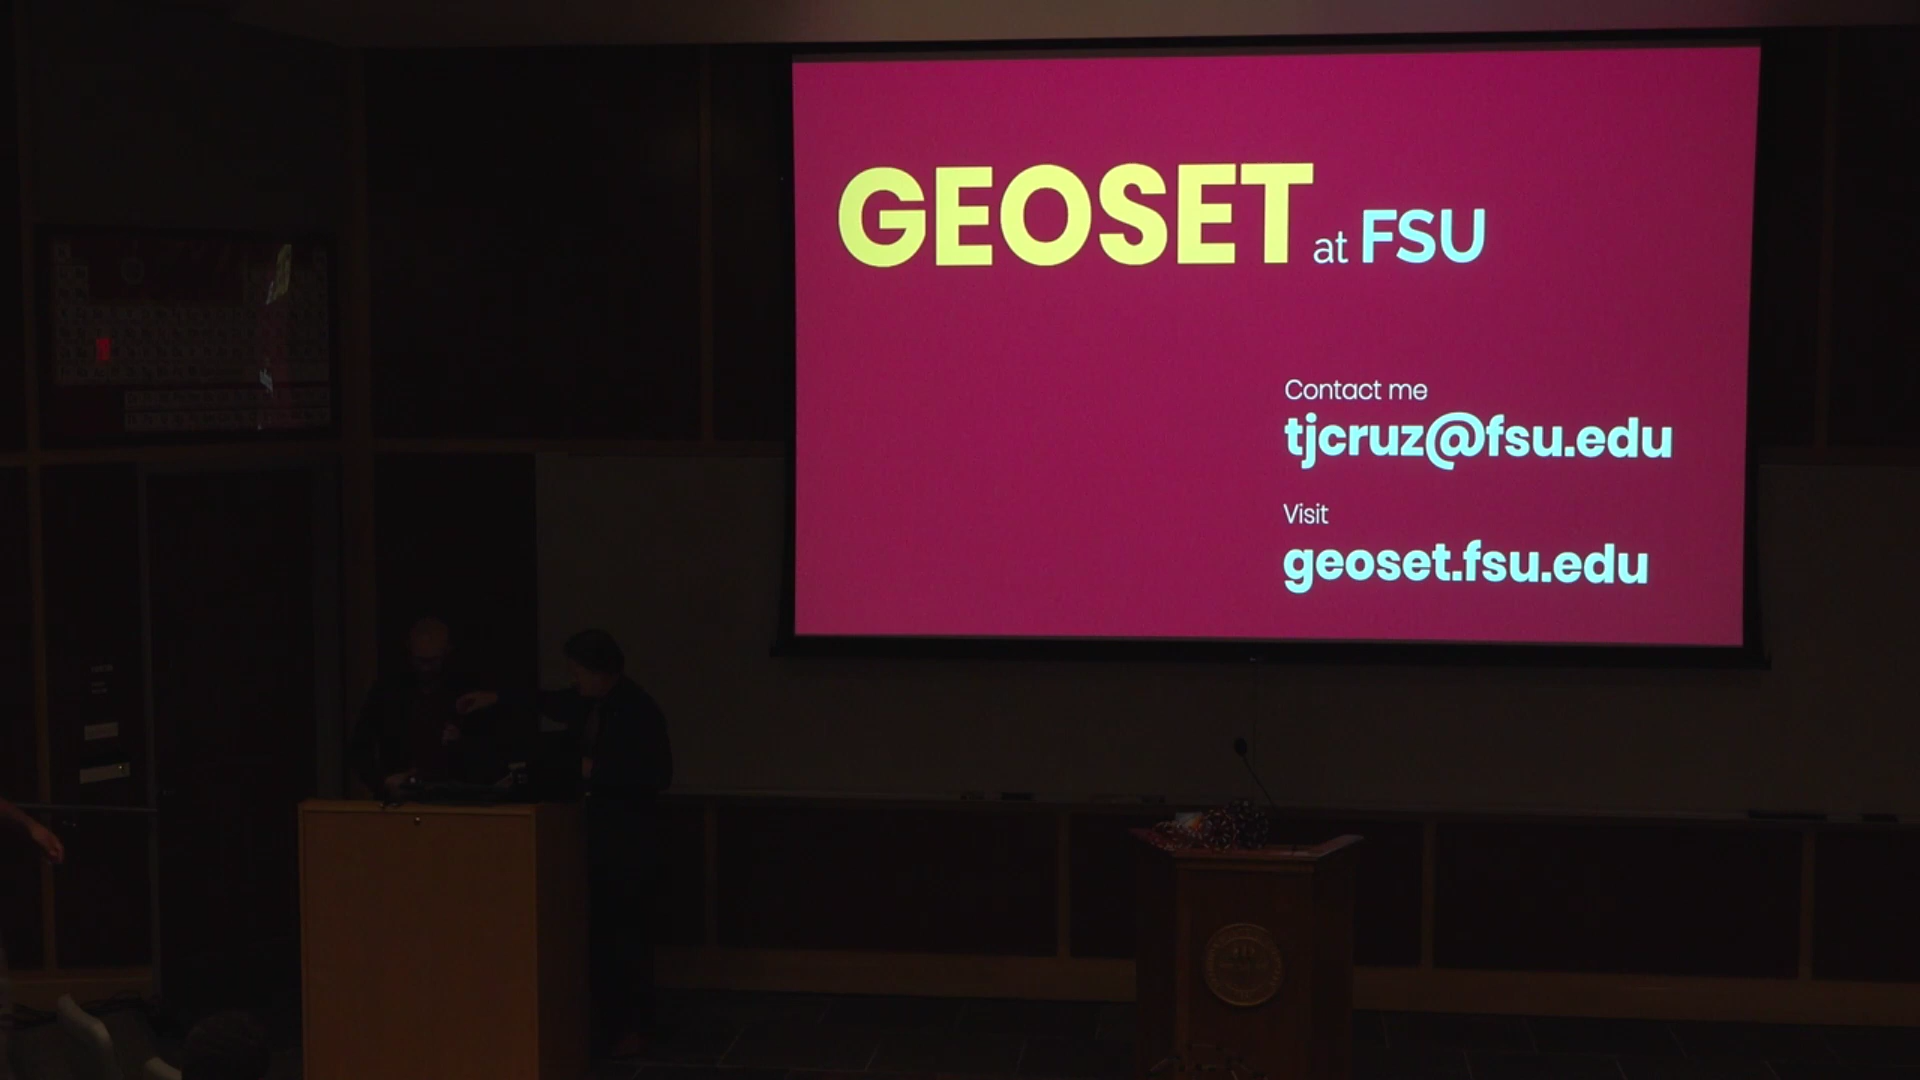 GEOSET at FSU
Contact me
tjcruz@fsu.edu
Visit
geoset.fsu.edu